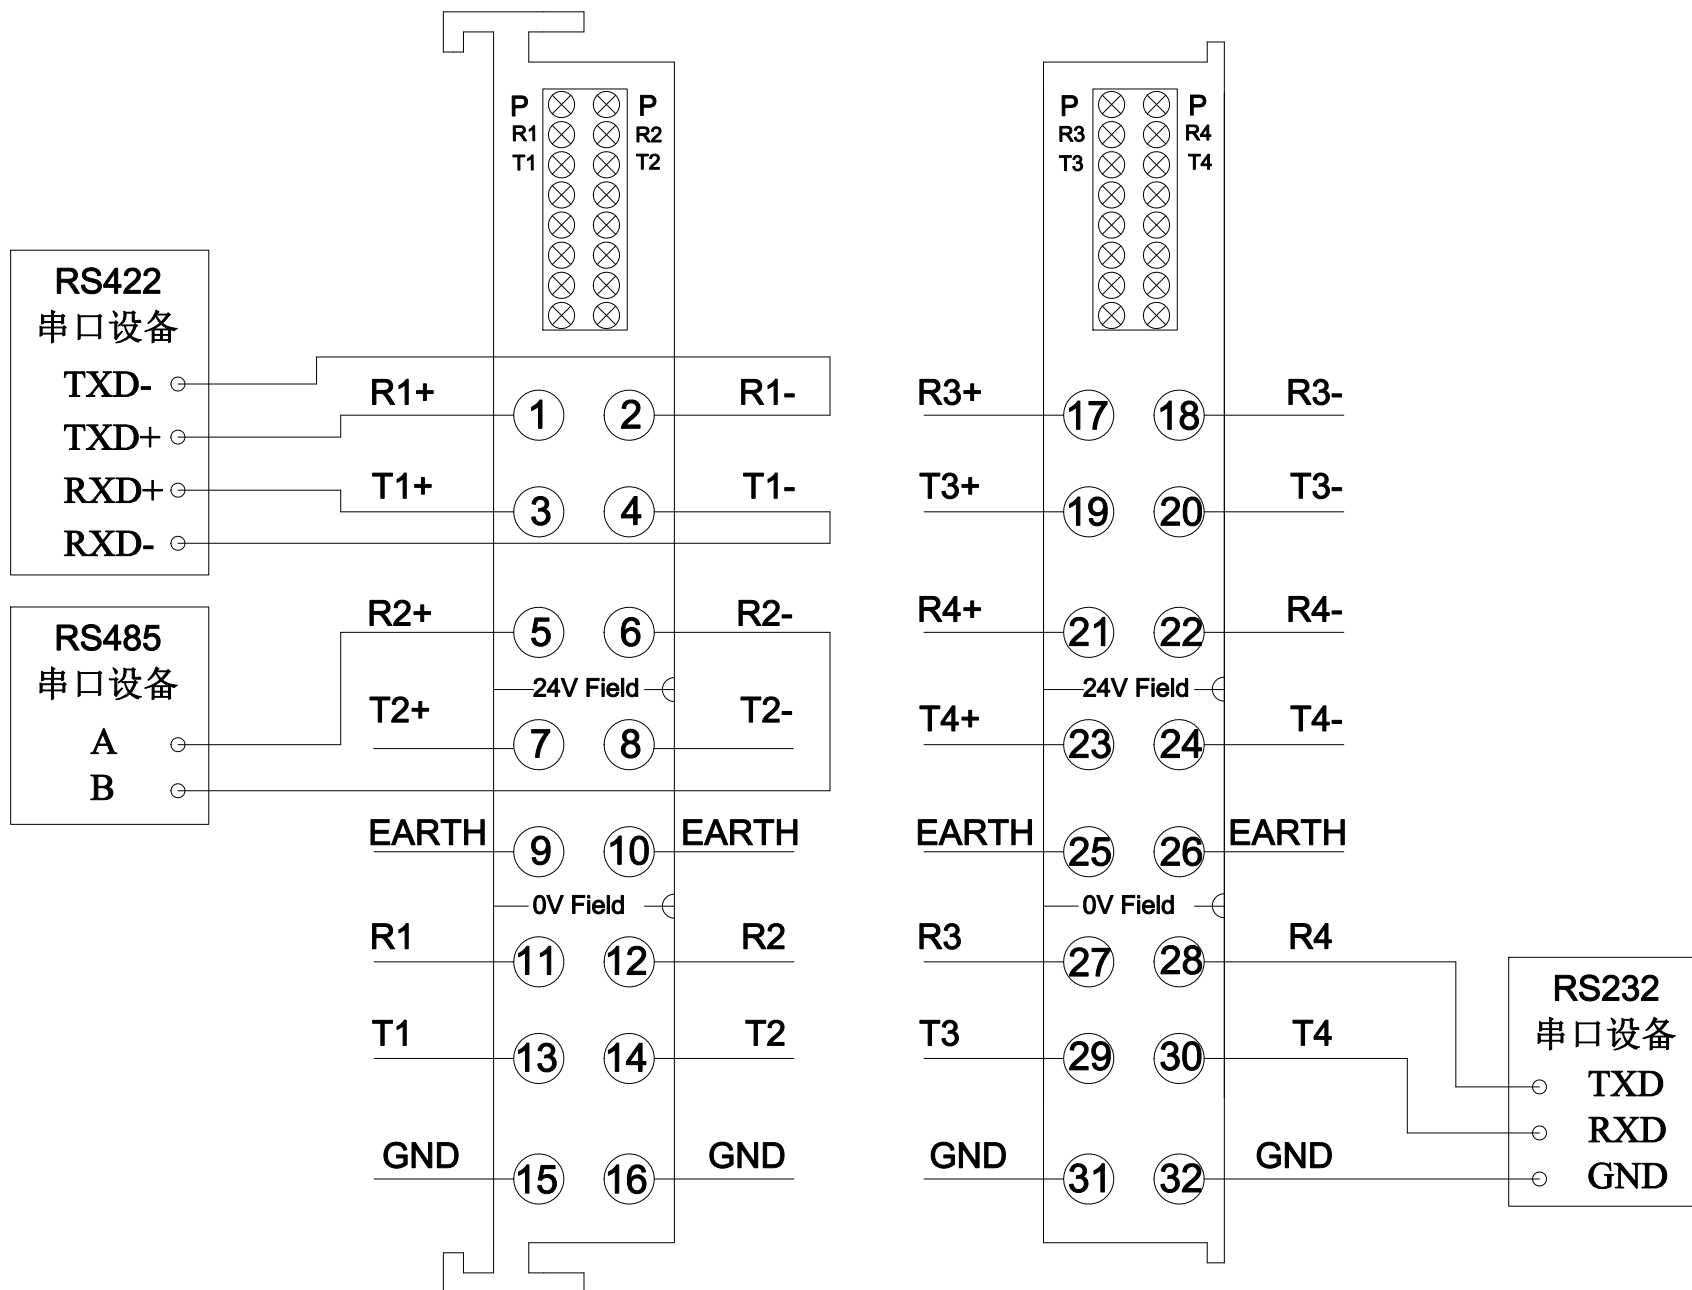 P P
R1 R2
T1 T2
P P
R3 R4
T3 T4
RS422
串口设备
TXD-
TXD+
RXD+
RXD-
RS485
串口设备
A
B
R1+ 1 2 R1-
T1+ 3 4 T1-
R2+ 5 6 R2-
24V Field
T2+ 7 8 T2-
EARTH 9 10 EARTH
0V Field
R1 11 12 R2
T1 13 14 T2
GND 15 16 GND
R3+ 17 18 R3-
T3+ 19 20 T3-
R4+ 21 22 R4-
24V Field
T4+ 23 24 T4-
EARTH 25 26 EARTH
0V Field
R3 27 28 R4
T3 29 30 T4
GND 31 32 GND
RS232
串口设备
TXD
RXD
GND